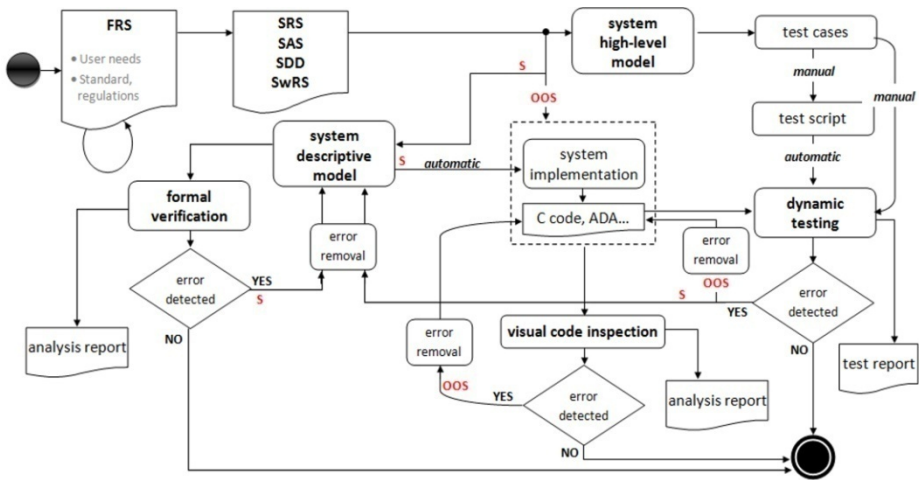 FRS
• User needs
• Standard,
regulations
SRS
SAS
SDD
SwRS
system
high-level
model
test cases
manual
manual
test script
automatic
S
OOS
system
descriptive
model
S
automatic
system
implementation
C code, ADA...
formal
verification
dynamic
testing
error
removal
error
removal
error
detected
YES
S
NO
analysis report
OOS
S
YES
error
detected
NO
test report
visual code inspection
error
removal
OOS
YES
error
detected
NO
analysis report